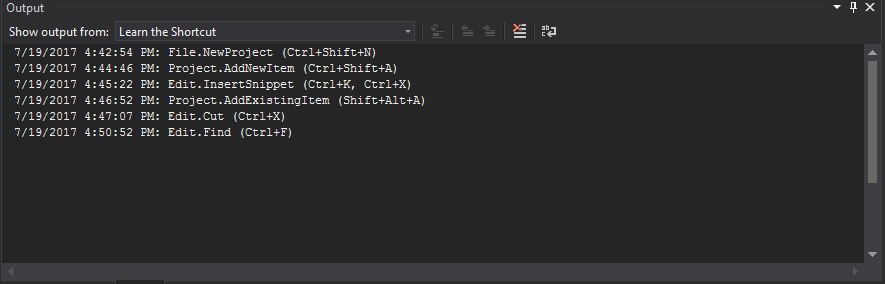 Output
Show output from: Learn the Shortcut
7/19/2017 4:42:54 PM: File.NewProject (Ctrl+Shift+N)
7/19/2017 4:44:46 PM: Project.AddNewItem (Ctrl+Shift+A)
7/19/2017 4:45:22 PM: Edit.InsertSnippet (Ctrl+K, Ctrl+X)
7/19/2017 4:46:52 PM: Project.AddExistingItem (Shift+Alt+A)
7/19/2017 4:47:07 PM: Edit.Cut (Ctrl+X)
7/19/2017 4:50:52 PM: Edit.Find (Ctrl+F)